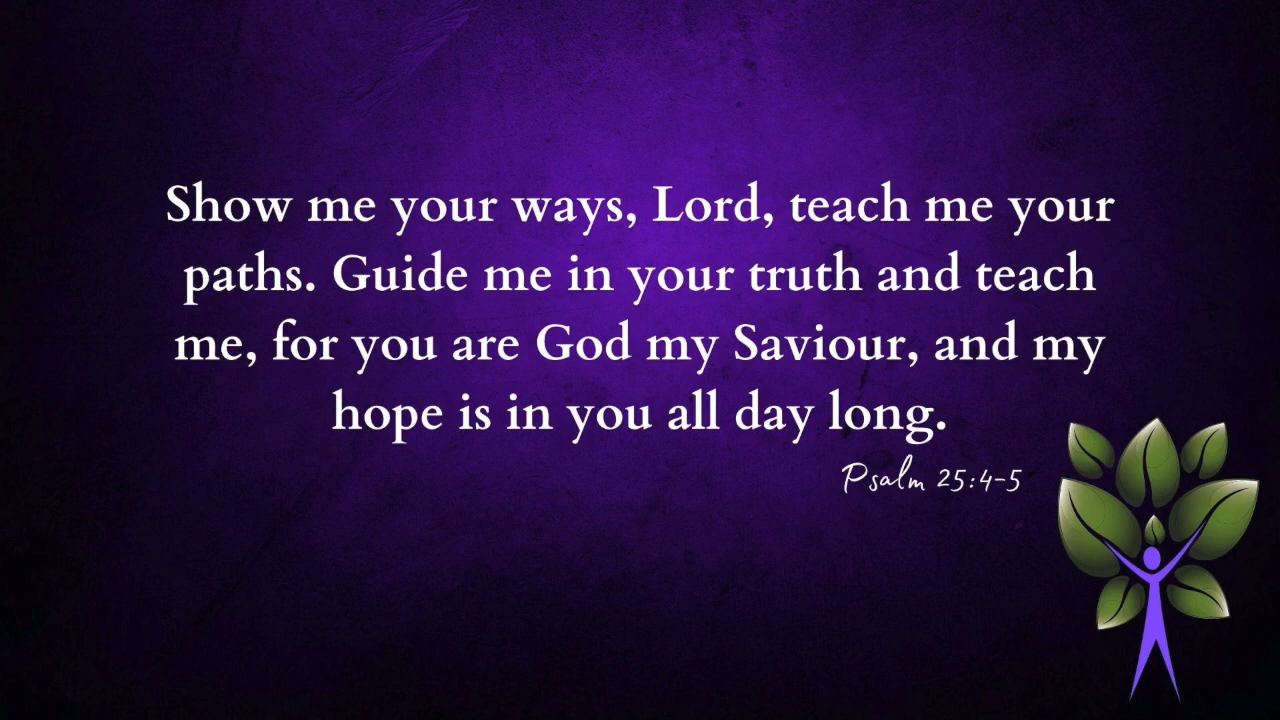 Show me your ways, Lord, teach me your
paths. Guide me in your truth and teach
me, for you are God my Saviour, and my
hope is in you all day long.
Psalm 25:4-5